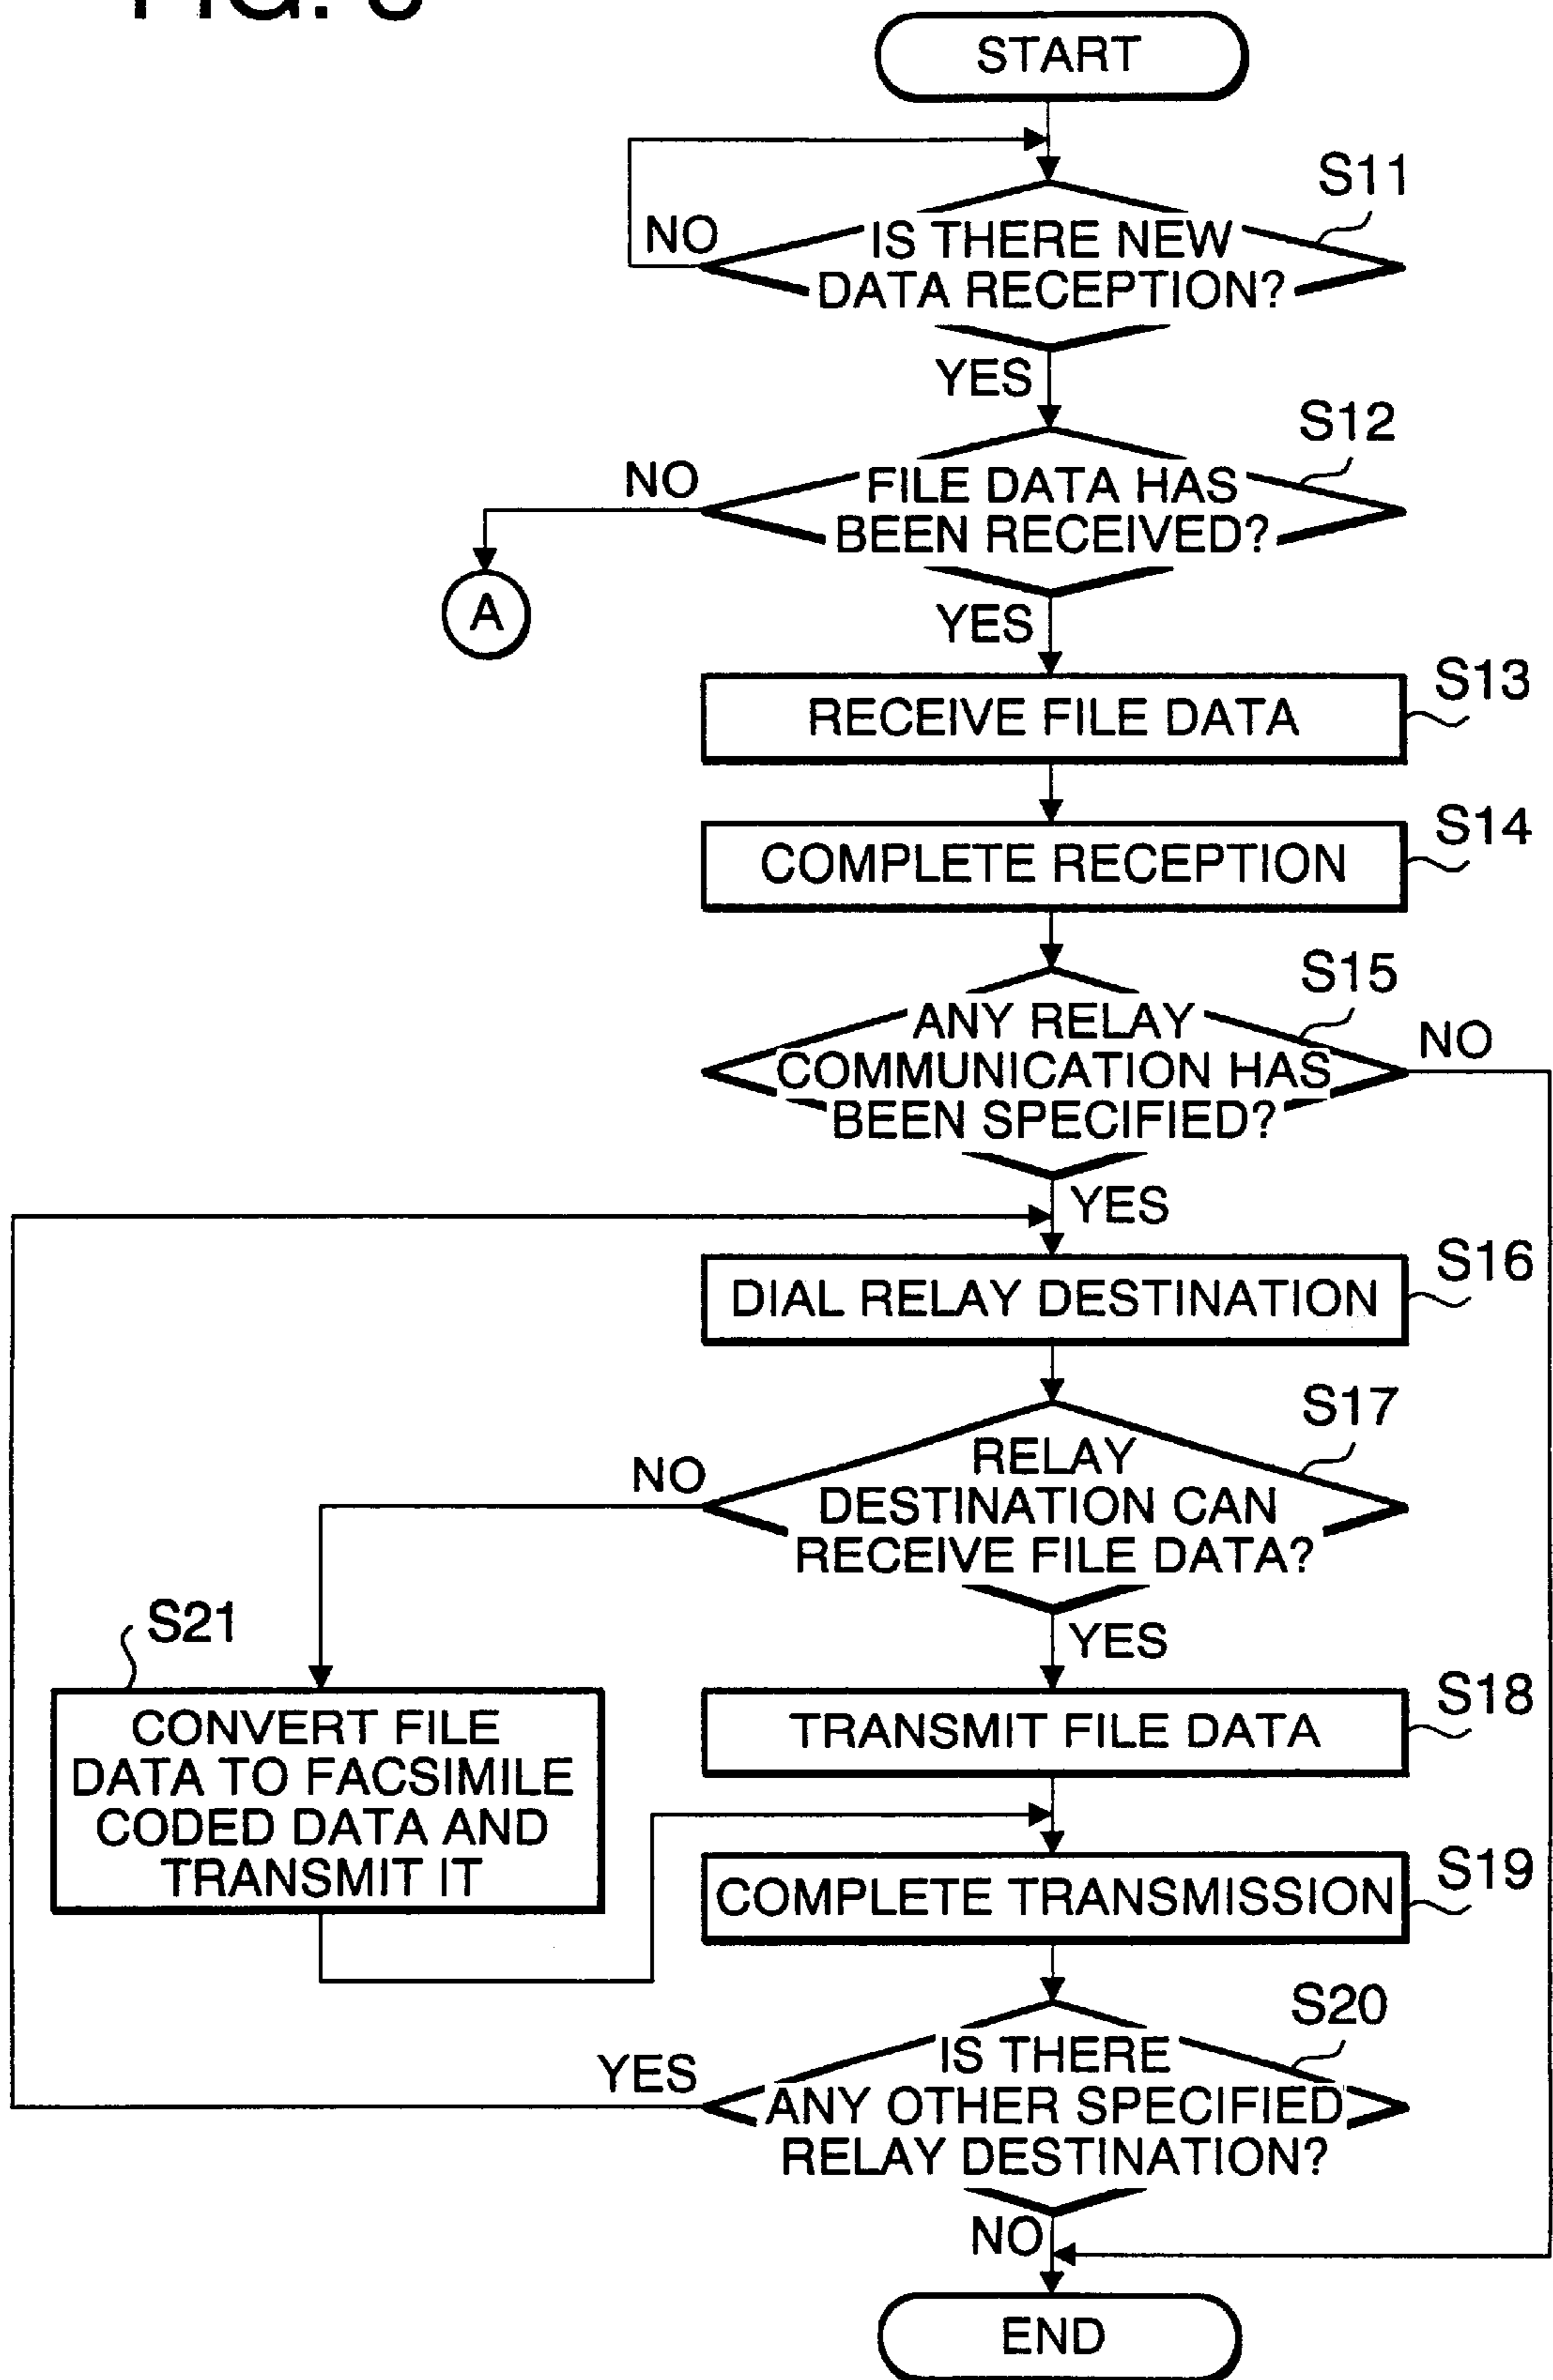 START
S11
NO
IS THERE NEW
DATA RECEPTION?
YES
S12
NO
FILE DATA HAS
BEEN RECEIVED?
A
YES
S13
RECEIVE FILE DATA
S14
COMPLETE RECEPTION
S15
ANY RELAY
COMMUNICATION HAS
BEEN SPECIFIED?
NO
YES
S16
DIAL RELAY DESTINATION
S17
NO
RELAY
DESTINATION CAN
RECEIVE FILE DATA?
YES
S21
CONVERT FILE
DATA TO FACSIMILE
CODED DATA AND
TRANSMIT IT
S18
TRANSMIT FILE DATA
S19
COMPLETE TRANSMISSION
S20
YES
IS THERE
ANY OTHER SPECIFIED
RELAY DESTINATION?
NO
END